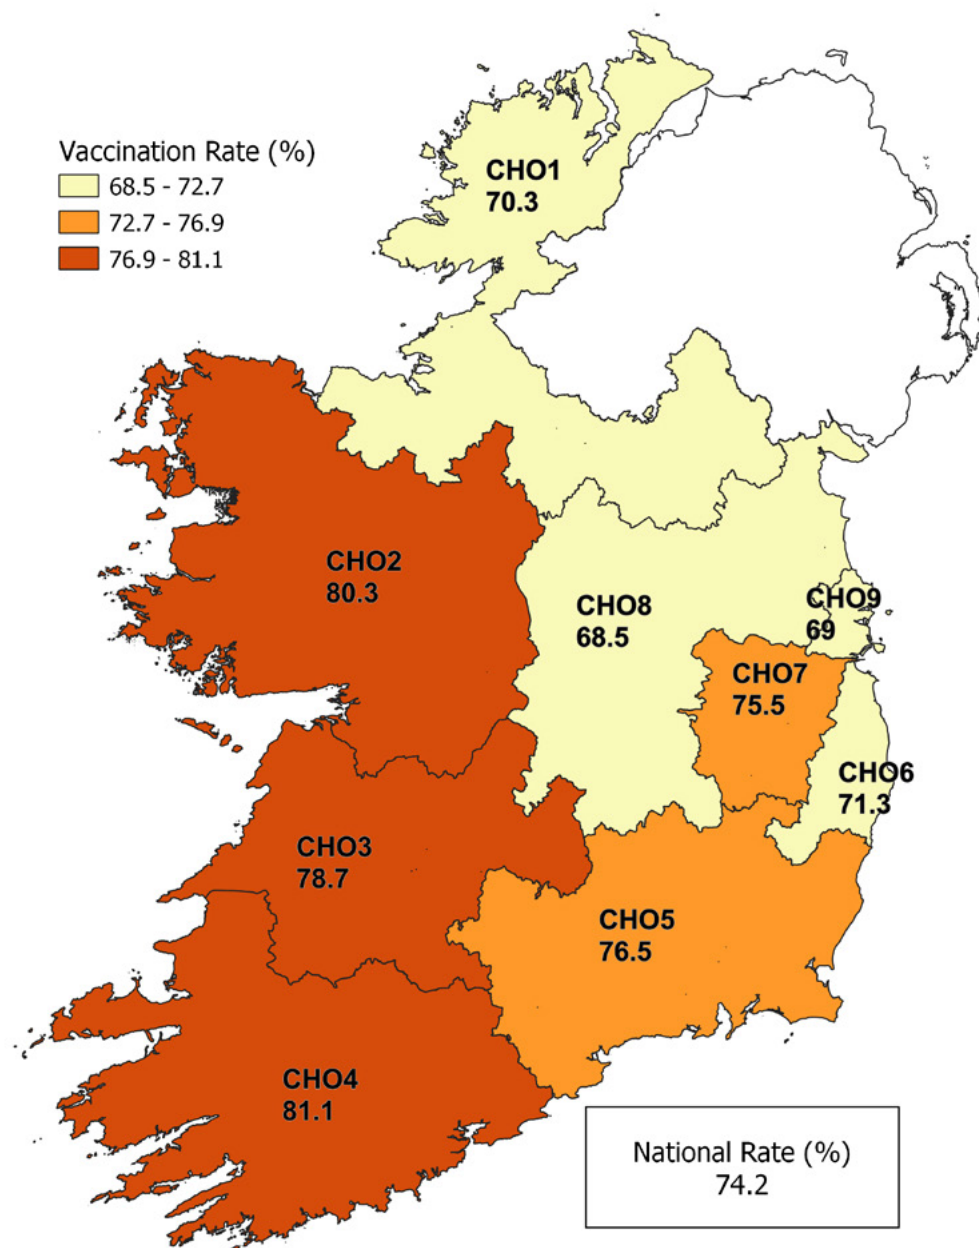 Vaccination Rate (%)
68.5 - 72.7
72.7 - 76.9
76.9 - 81.1
CHO1
70.3
CHO2
80.3
CHO8
68.5
CHO9
69
CHO7
75.5
CHO6
71.3
CHO3
78.7
CHO5
76.5
CHO4
81.1
National Rate (%)
74.2